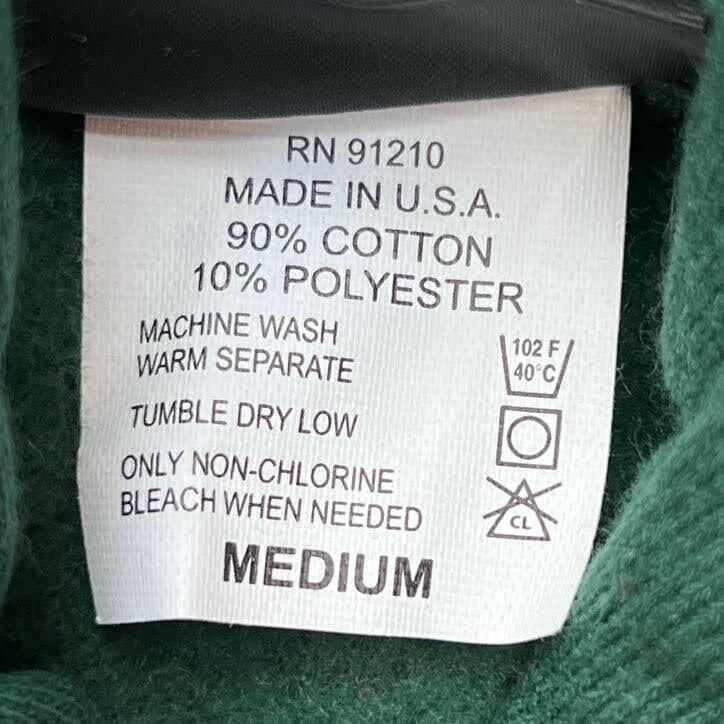 RN 91210
MADE IN U.S.A.
90% COTTON
10% POLYESTER
MACHINE WASH
WARM SEPARATE
102 F
40°C
TUMBLE DRY LOW
ONLY NON-CHLORINE
BLEACH WHEN NEEDED
CL
MEDIUM